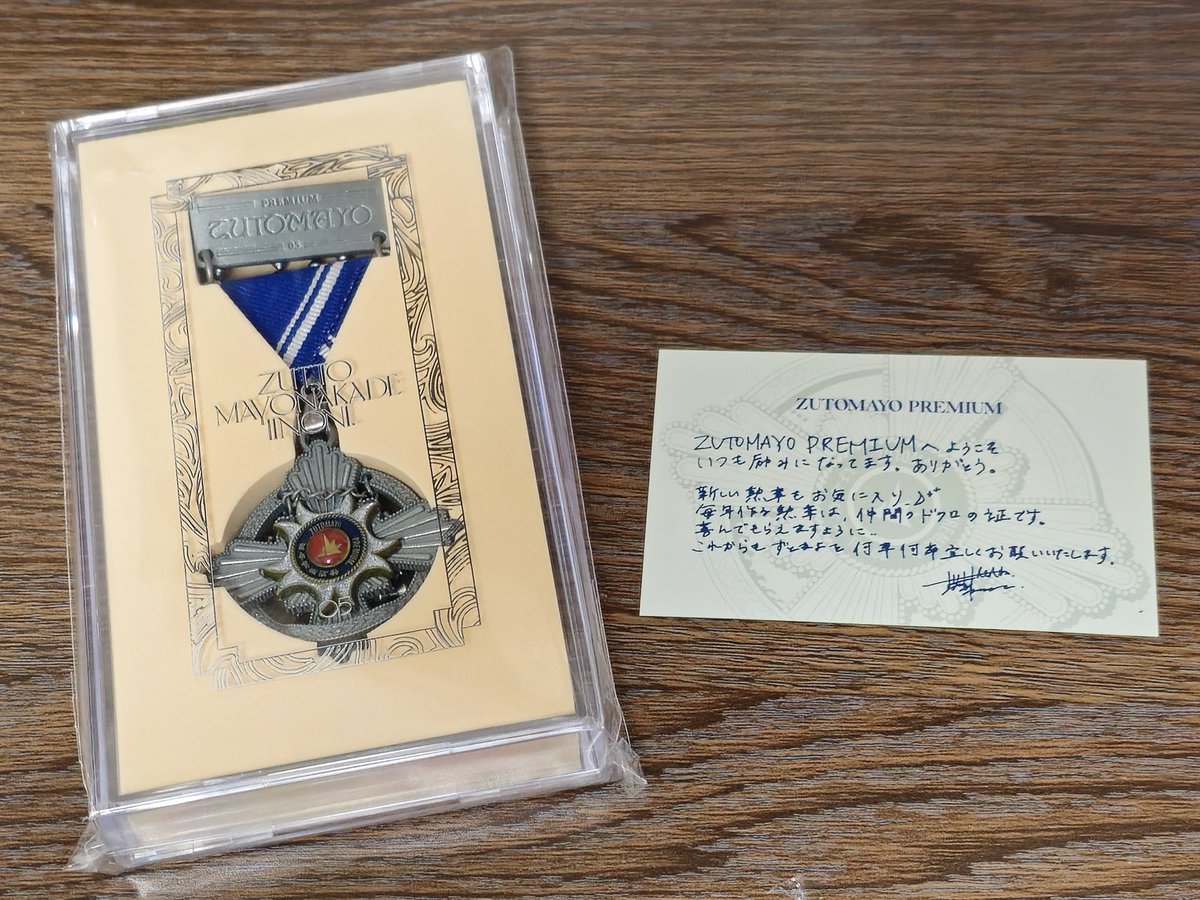 PREMIUM
ZUTOMAYO
05
ZUTTO
MAYONAKADE
IINONI.
ZUTOMAYO
05
ZUTOMAYO PREMIUM
ZUTOMAYO PREMIUMへようこそ
いつも励みになってます。ありがとう。
新しい勲章もお気に入り
毎年作る勲章は、仲間のドクロの証です。
喜んでもらえますように..
これからもずとまよを何卒何卒宜しくお願いいたします。